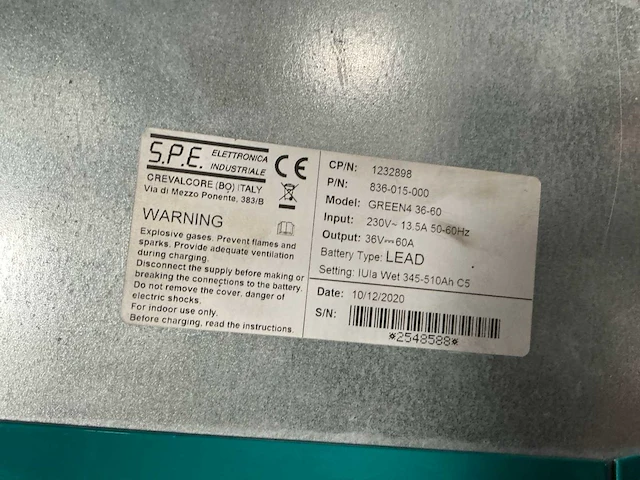 S.P.E. ELETTRONICA INDUSTRIALE
CREVALCORE (BO) ITALY
Via di Mezzo Ponente, 383/B
CE
WARNING
Explosive gases. Prevent flames and
sparks. Provide adequate ventilation
during charging.
Disconnect the supply before making or
breaking the connections to the battery.
Do not remove the cover, danger of
electric shocks.
For indoor use only.
Before charging, read the instructions.
CP/N: 1232898
P/N: 836-015-000
Model: GREEN4 36-60
Input: 230V~ 13.5A 50-60Hz
Output: 36V⎓60A
Battery Type: LEAD
Setting: IUIa Wet 345-510Ah C5
Date: 10/12/2020
S/N:
*2548588*